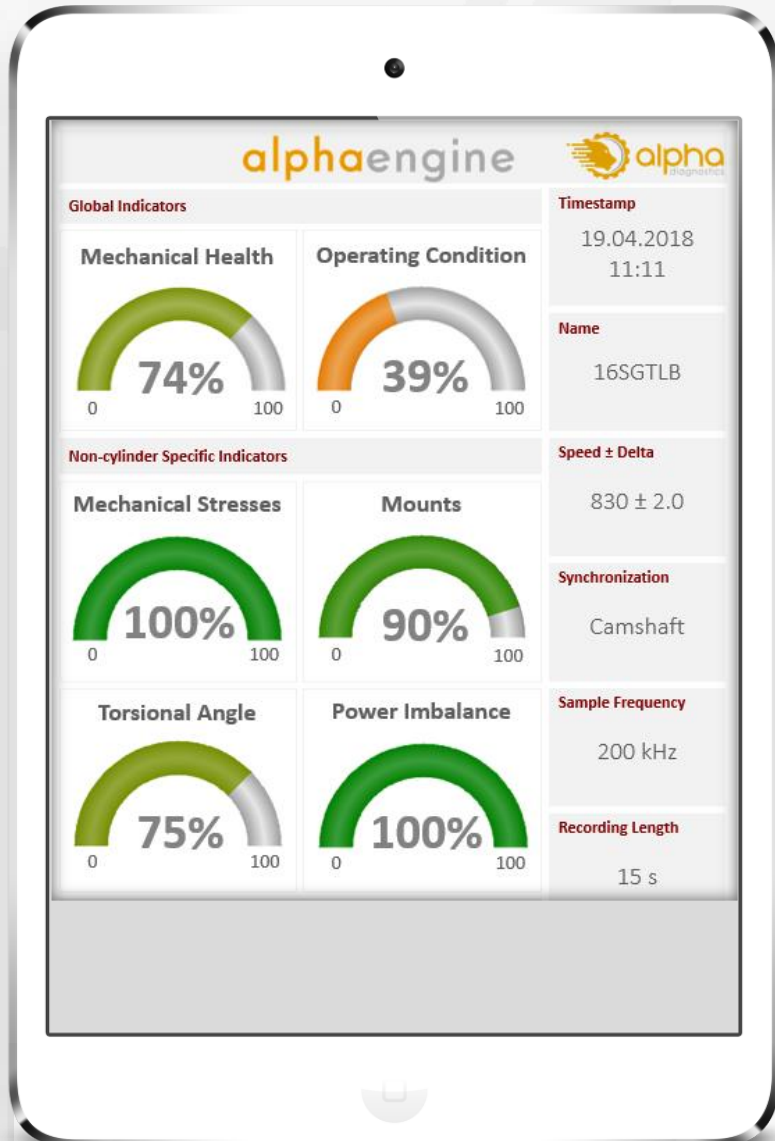 alphaengine
alpha
diagnostics
Global Indicators
Mechanical Health
74%
0
100
Operating Condition
39%
0
100
Non-cylinder Specific Indicators
Mechanical Stresses
100%
0
100
Mounts
90%
0
100
Torsional Angle
75%
0
100
Power Imbalance
100%
0
100
Timestamp
19.04.2018
11:11
Name
16SGTLB
Speed ± Delta
830 ± 2.0
Synchronization
Camshaft
Sample Frequency
200 kHz
Recording Length
15 s